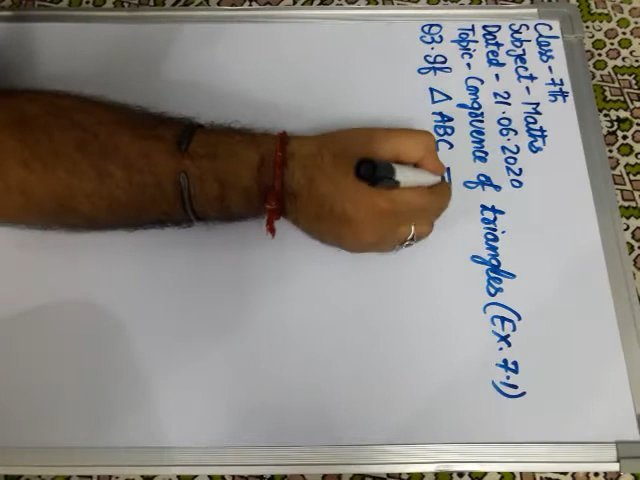 Class - 7th
Subject - Maths
Dated - 21.06.2020
Topic - Congruence of triangles (Ex. 7.1)
Q3. If △ ABC